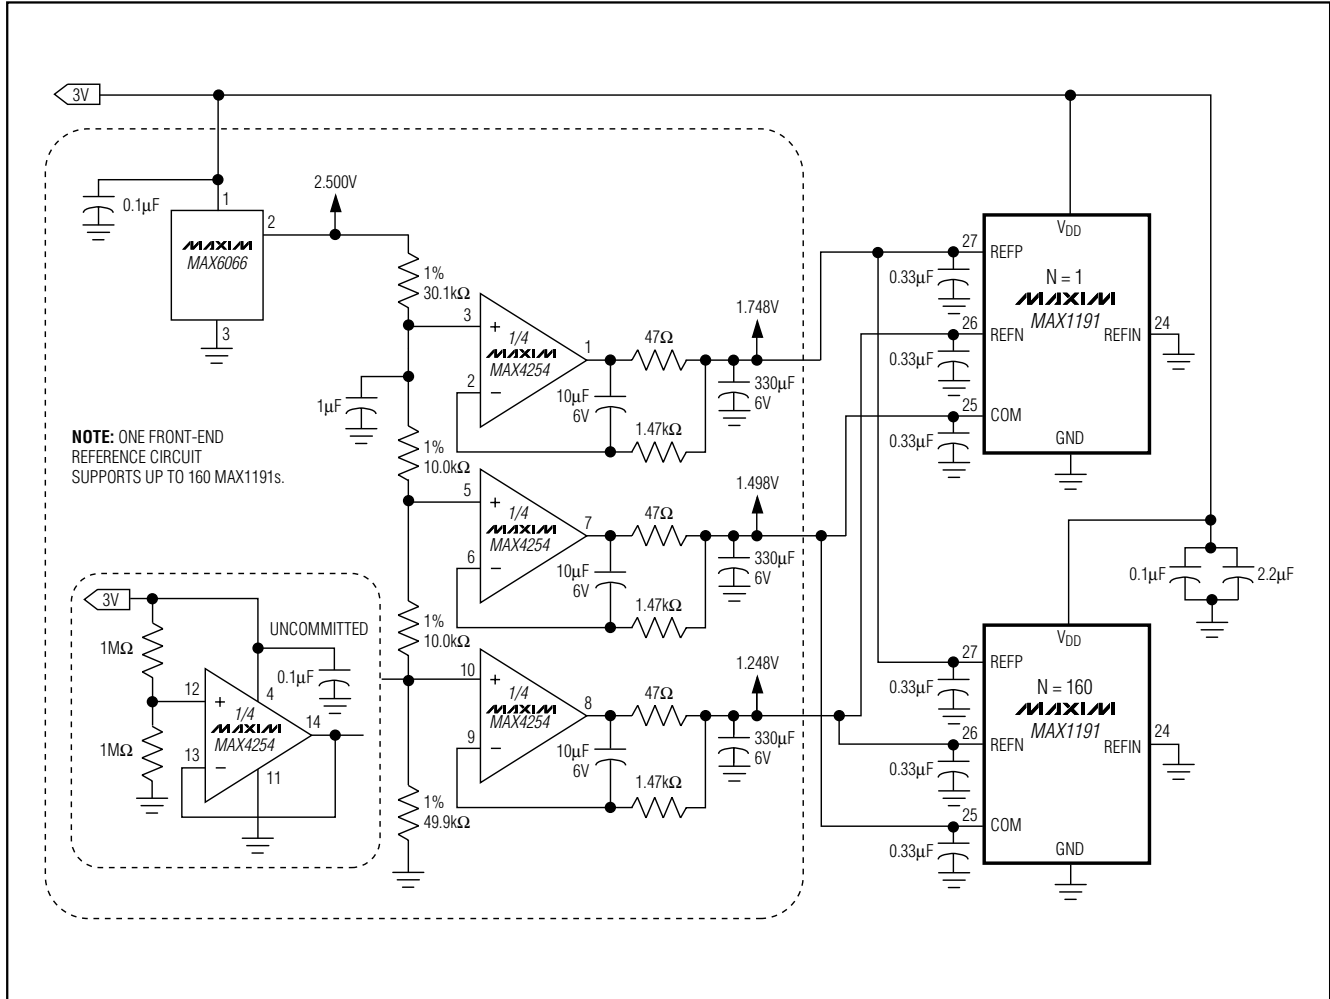 3V
0.1µF
1
2
MAXIM
MAX6066
3
2.500V
1%
30.1kΩ
1µF
NOTE: ONE FRONT-END
REFERENCE CIRCUIT
SUPPORTS UP TO 160 MAX1191s.
3
+
1/4
MAXIM
MAX4254
2
−
1
47Ω
10µF
6V
1.47kΩ
1.748V
330µF
6V
1%
10.0kΩ
5
+
1/4
MAXIM
MAX4254
6
−
7
47Ω
10µF
6V
1.47kΩ
1.498V
330µF
6V
1%
10.0kΩ
10
+
1/4
MAXIM
MAX4254
9
−
8
47Ω
10µF
6V
1.47kΩ
1.248V
330µF
6V
1%
49.9kΩ
3V
1MΩ
UNCOMMITTED
0.1µF
12
+
4
1/4
MAXIM
MAX4254
14
1MΩ
13
−
11
VDD
27
REFP
0.33µF
N = 1
MAXIM
MAX1191
26
REFN
REFIN
24
0.33µF
25
COM
0.33µF
GND
0.1µF
2.2µF
VDD
27
REFP
0.33µF
N = 160
MAXIM
MAX1191
26
REFN
REFIN
24
0.33µF
25
COM
0.33µF
GND